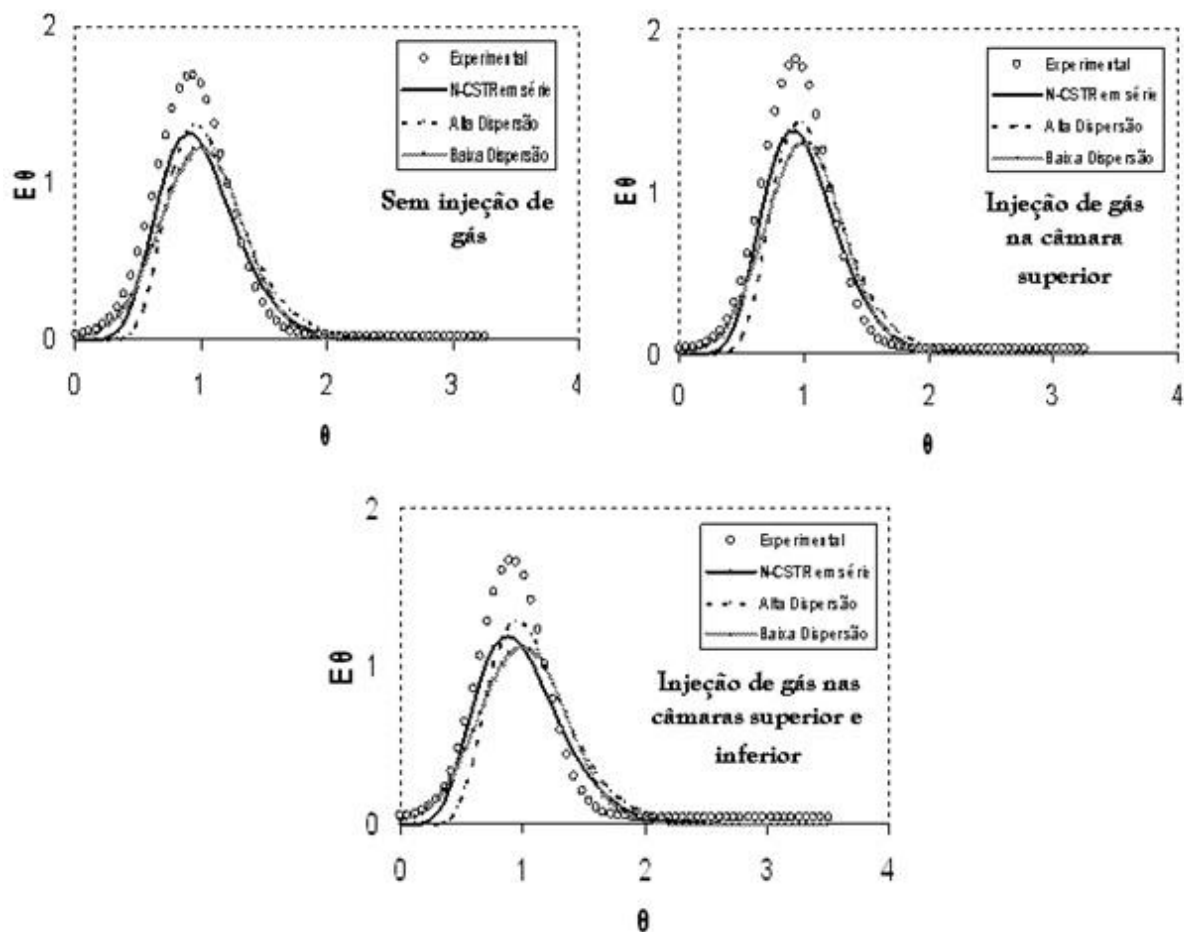 2
1
0
Eθ
0
1
2
3
4
θ
Experimental
N-CSTR em série
Alta Dispersão
Baixa Dispersão
Sem injeção de
gás
2
1
0
Eθ
0
1
2
3
4
θ
Experimental
N-CSTR em série
Alta Dispersão
Baixa Dispersão
Injeção de gás
na câmara
superior
2
1
0
Eθ
0
1
2
3
4
θ
Experimental
N-CSTR em série
Alta Dispersão
Baixa Dispersão
Injeção de gás nas
câmaras superior e
inferior